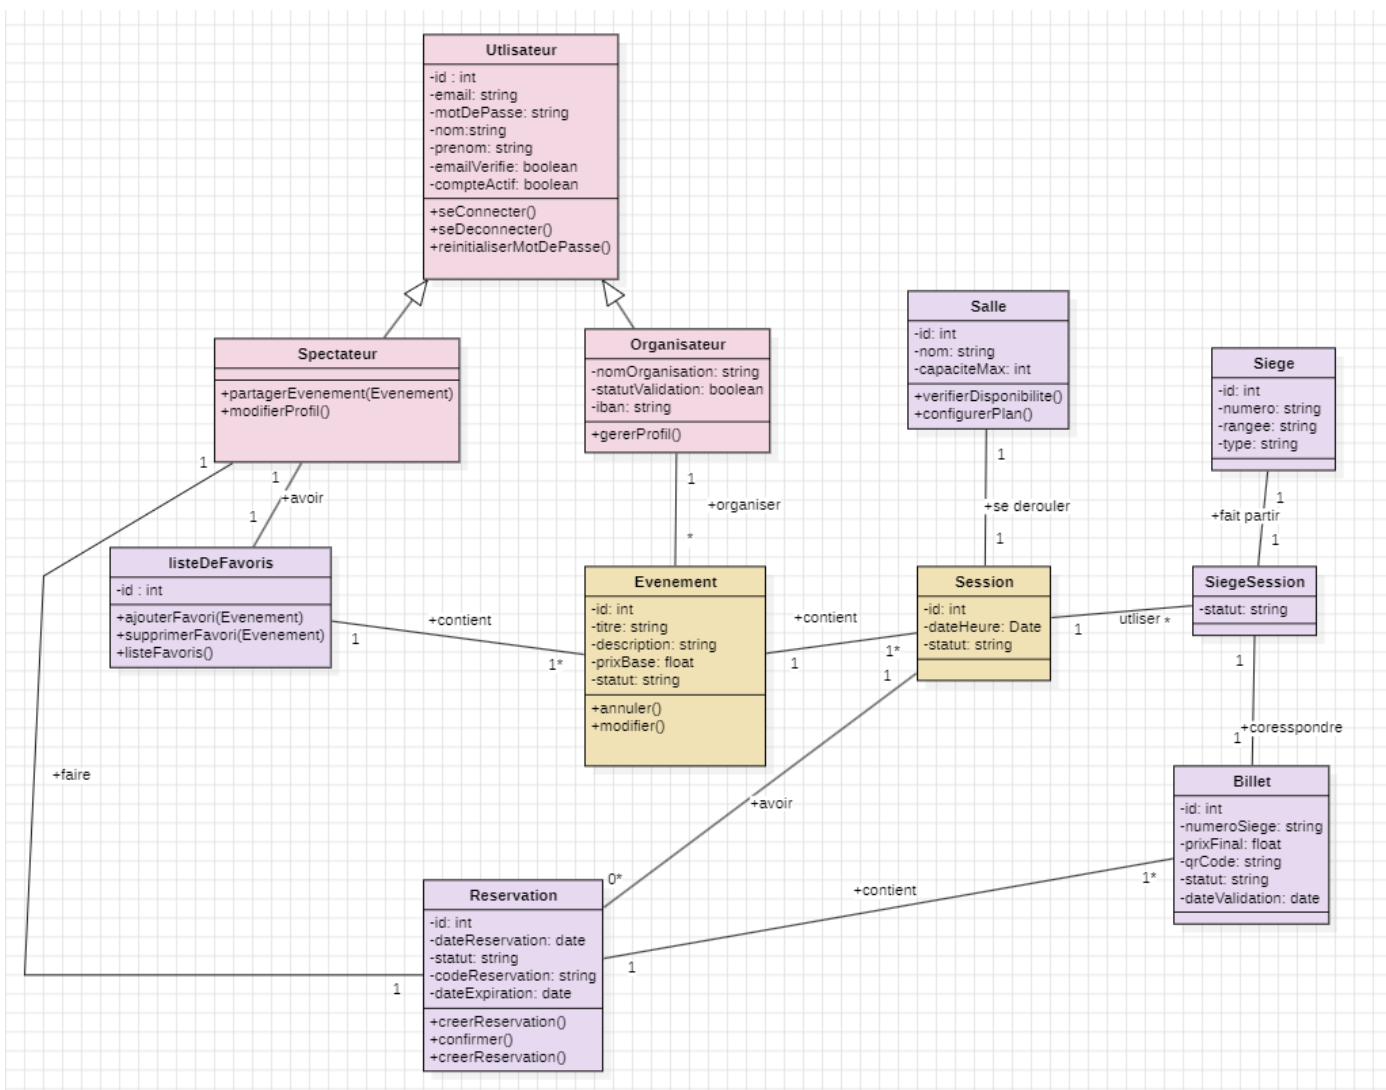 Utlisateur
-id : int
-email: string
-motDePasse: string
-nom:string
-prenom: string
-emailVerifie: boolean
-compteActif: boolean
+seConnecter()
+seDeconnecter()
+reinitialiserMotDePasse()
Spectateur
+partagerEvenement(Evenement)
+modifierProfil()
Organisateur
-nomOrganisation: string
-statutValidation: boolean
-iban: string
+gererProfil()
Salle
-id: int
-nom: string
-capaciteMax: int
+verifierDisponibilite()
+configurerPlan()
Siege
-id: int
-numero: string
-rangee: string
-type: string
1
1
+avoir
1
1
+organiser
*
1
+se derouler
1
1
+fait partir
1
listeDeFavoris
-id : int
+ajouterFavori(Evenement)
+supprimerFavori(Evenement)
+listeFavoris()
+contient
1
1*
Evenement
-id: int
-titre: string
-description: string
-prixBase: float
-statut: string
+annuler()
+modifier()
+contient
1
1*
1
Session
-id: int
-dateHeure: Date
-statut: string
1
utliser
*
SiegeSession
-statut: string
1
+coresspondre
1
+faire
+avoir
0*
Billet
-id: int
-numeroSiege: string
-prixFinal: float
-qrCode: string
-statut: string
-dateValidation: date
1*
+contient
1
1
Reservation
-id: int
-dateReservation: date
-statut: string
-codeReservation: string
-dateExpiration: date
+creerReservation()
+confirmer()
+creerReservation()